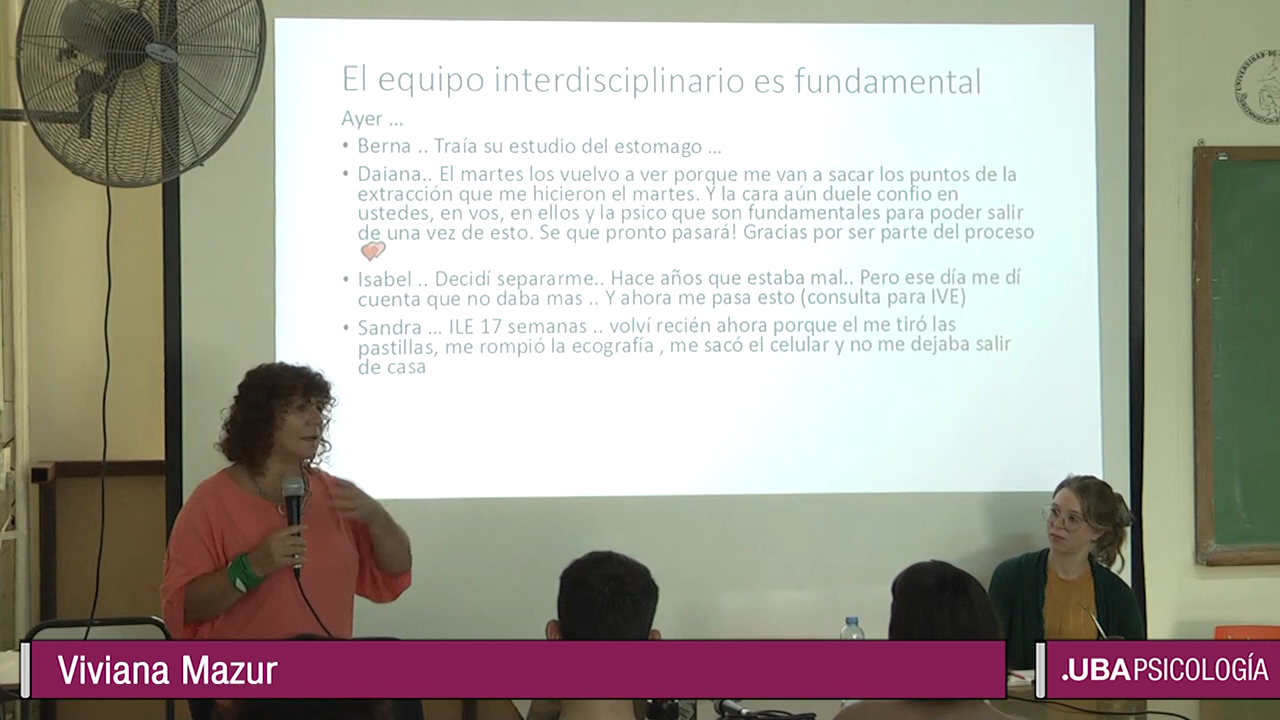 El equipo interdisciplinario es fundamental
Ayer ...
• Berna .. Traía su estudio del estomago ...
• Daiana.. El martes los vuelvo a ver porque me van a sacar los puntos de la
extracción que me hicieron el martes. Y la cara aún duele confio en
ustedes, en vos, en ellos y la psico que son fundamentales para poder salir
de una vez de esto. Se que pronto pasará! Gracias por ser parte del proceso
• Isabel .. Decidí separarme.. Hace años que estaba mal.. Pero ese día me dí
cuenta que no daba mas .. Y ahora me pasa esto (consulta para IVE)
• Sandra ... ILE 17 semanas .. volví recién ahora porque el me tiró las
pastillas, me rompió la ecografía , me sacó el celular y no me dejaba salir
de casa
Viviana Mazur
.UBAPSICOLOGÍA